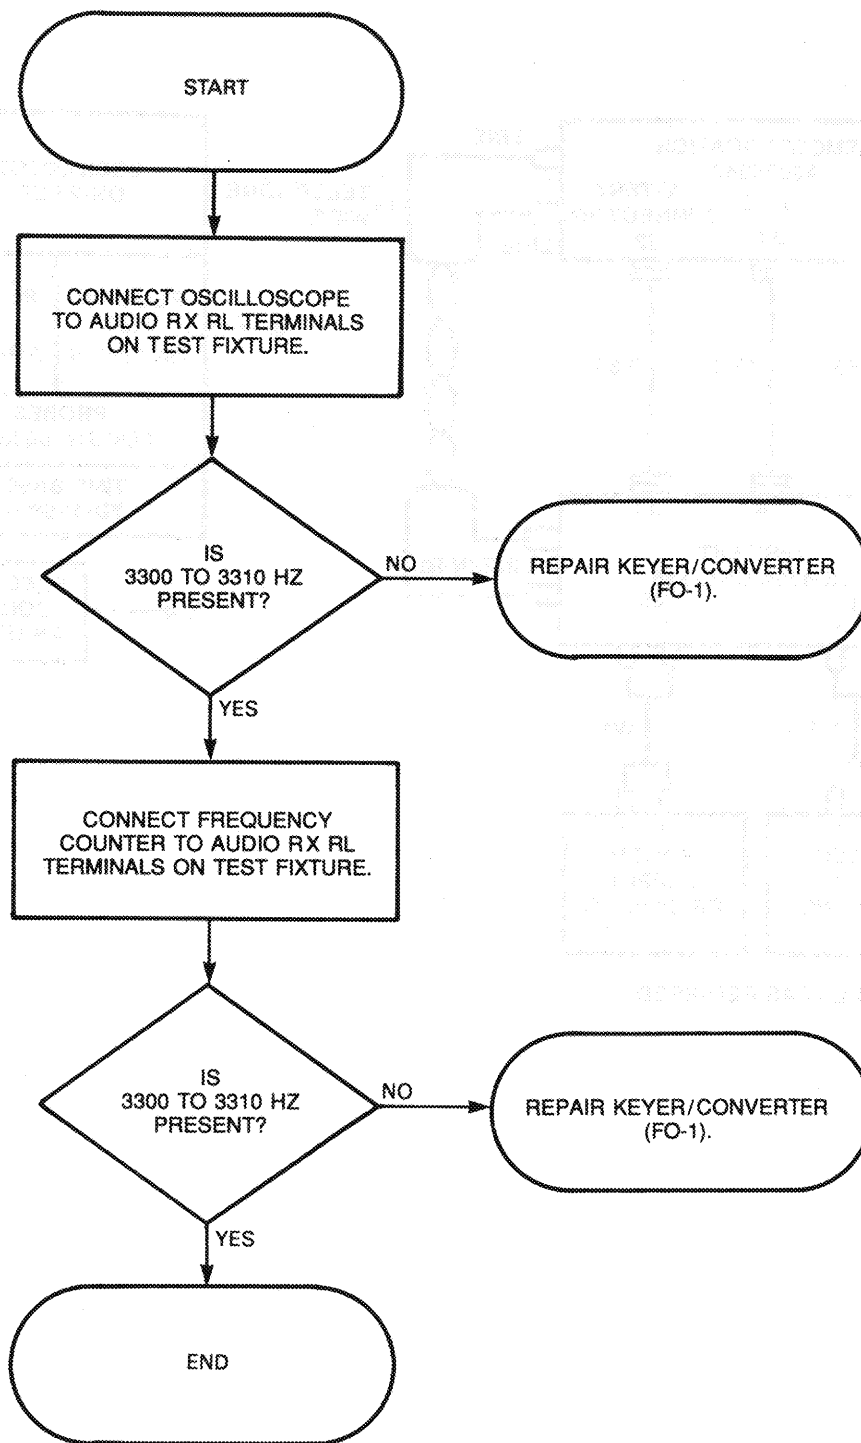 START
CONNECT OSCILLOSCOPE
TO AUDIO RX RL TERMINALS
ON TEST FIXTURE.
IS
3300 TO 3310 HZ
PRESENT?
NO
REPAIR KEYER/CONVERTER
(FO-1).
YES
CONNECT FREQUENCY
COUNTER TO AUDIO RX RL
TERMINALS ON TEST FIXTURE.
IS
3300 TO 3310 HZ
PRESENT?
NO
REPAIR KEYER/CONVERTER
(FO-1).
YES
END